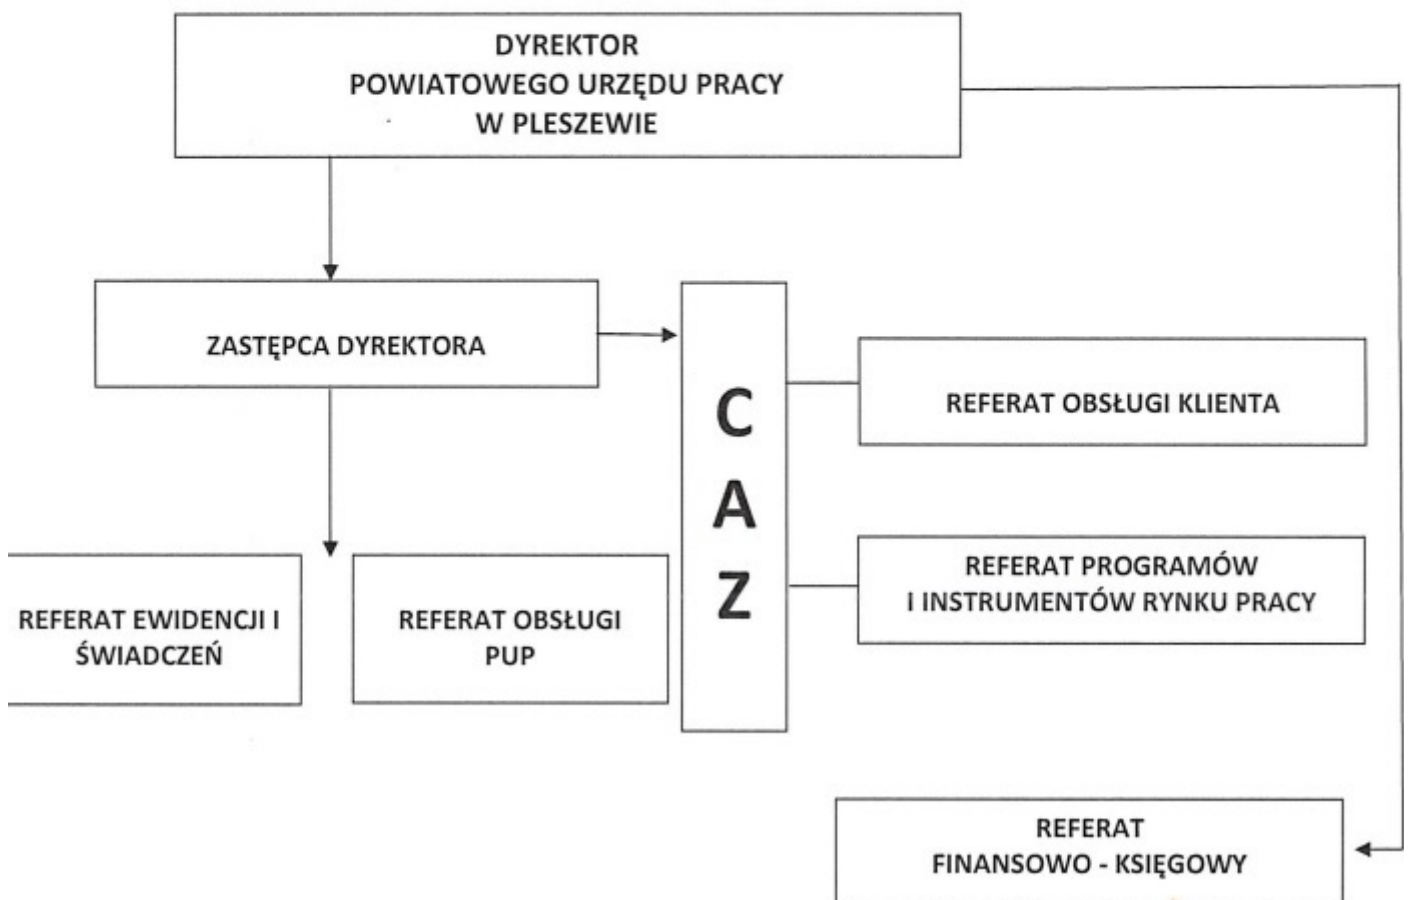 DYREKTOR
POWIATOWEGO URZĘDU PRACY
W PLESZEWIE
ZASTĘPCA DYREKTORA
C
A
Z
REFERAT OBSŁUGI KLIENTA
REFERAT PROGRAMÓW
I INSTRUMENTÓW RYNKU PRACY
REFERAT EWIDENCJI I
ŚWIADCZEŃ
REFERAT OBSŁUGI
PUP
REFERAT
FINANSOWO - KSIĘGOWY